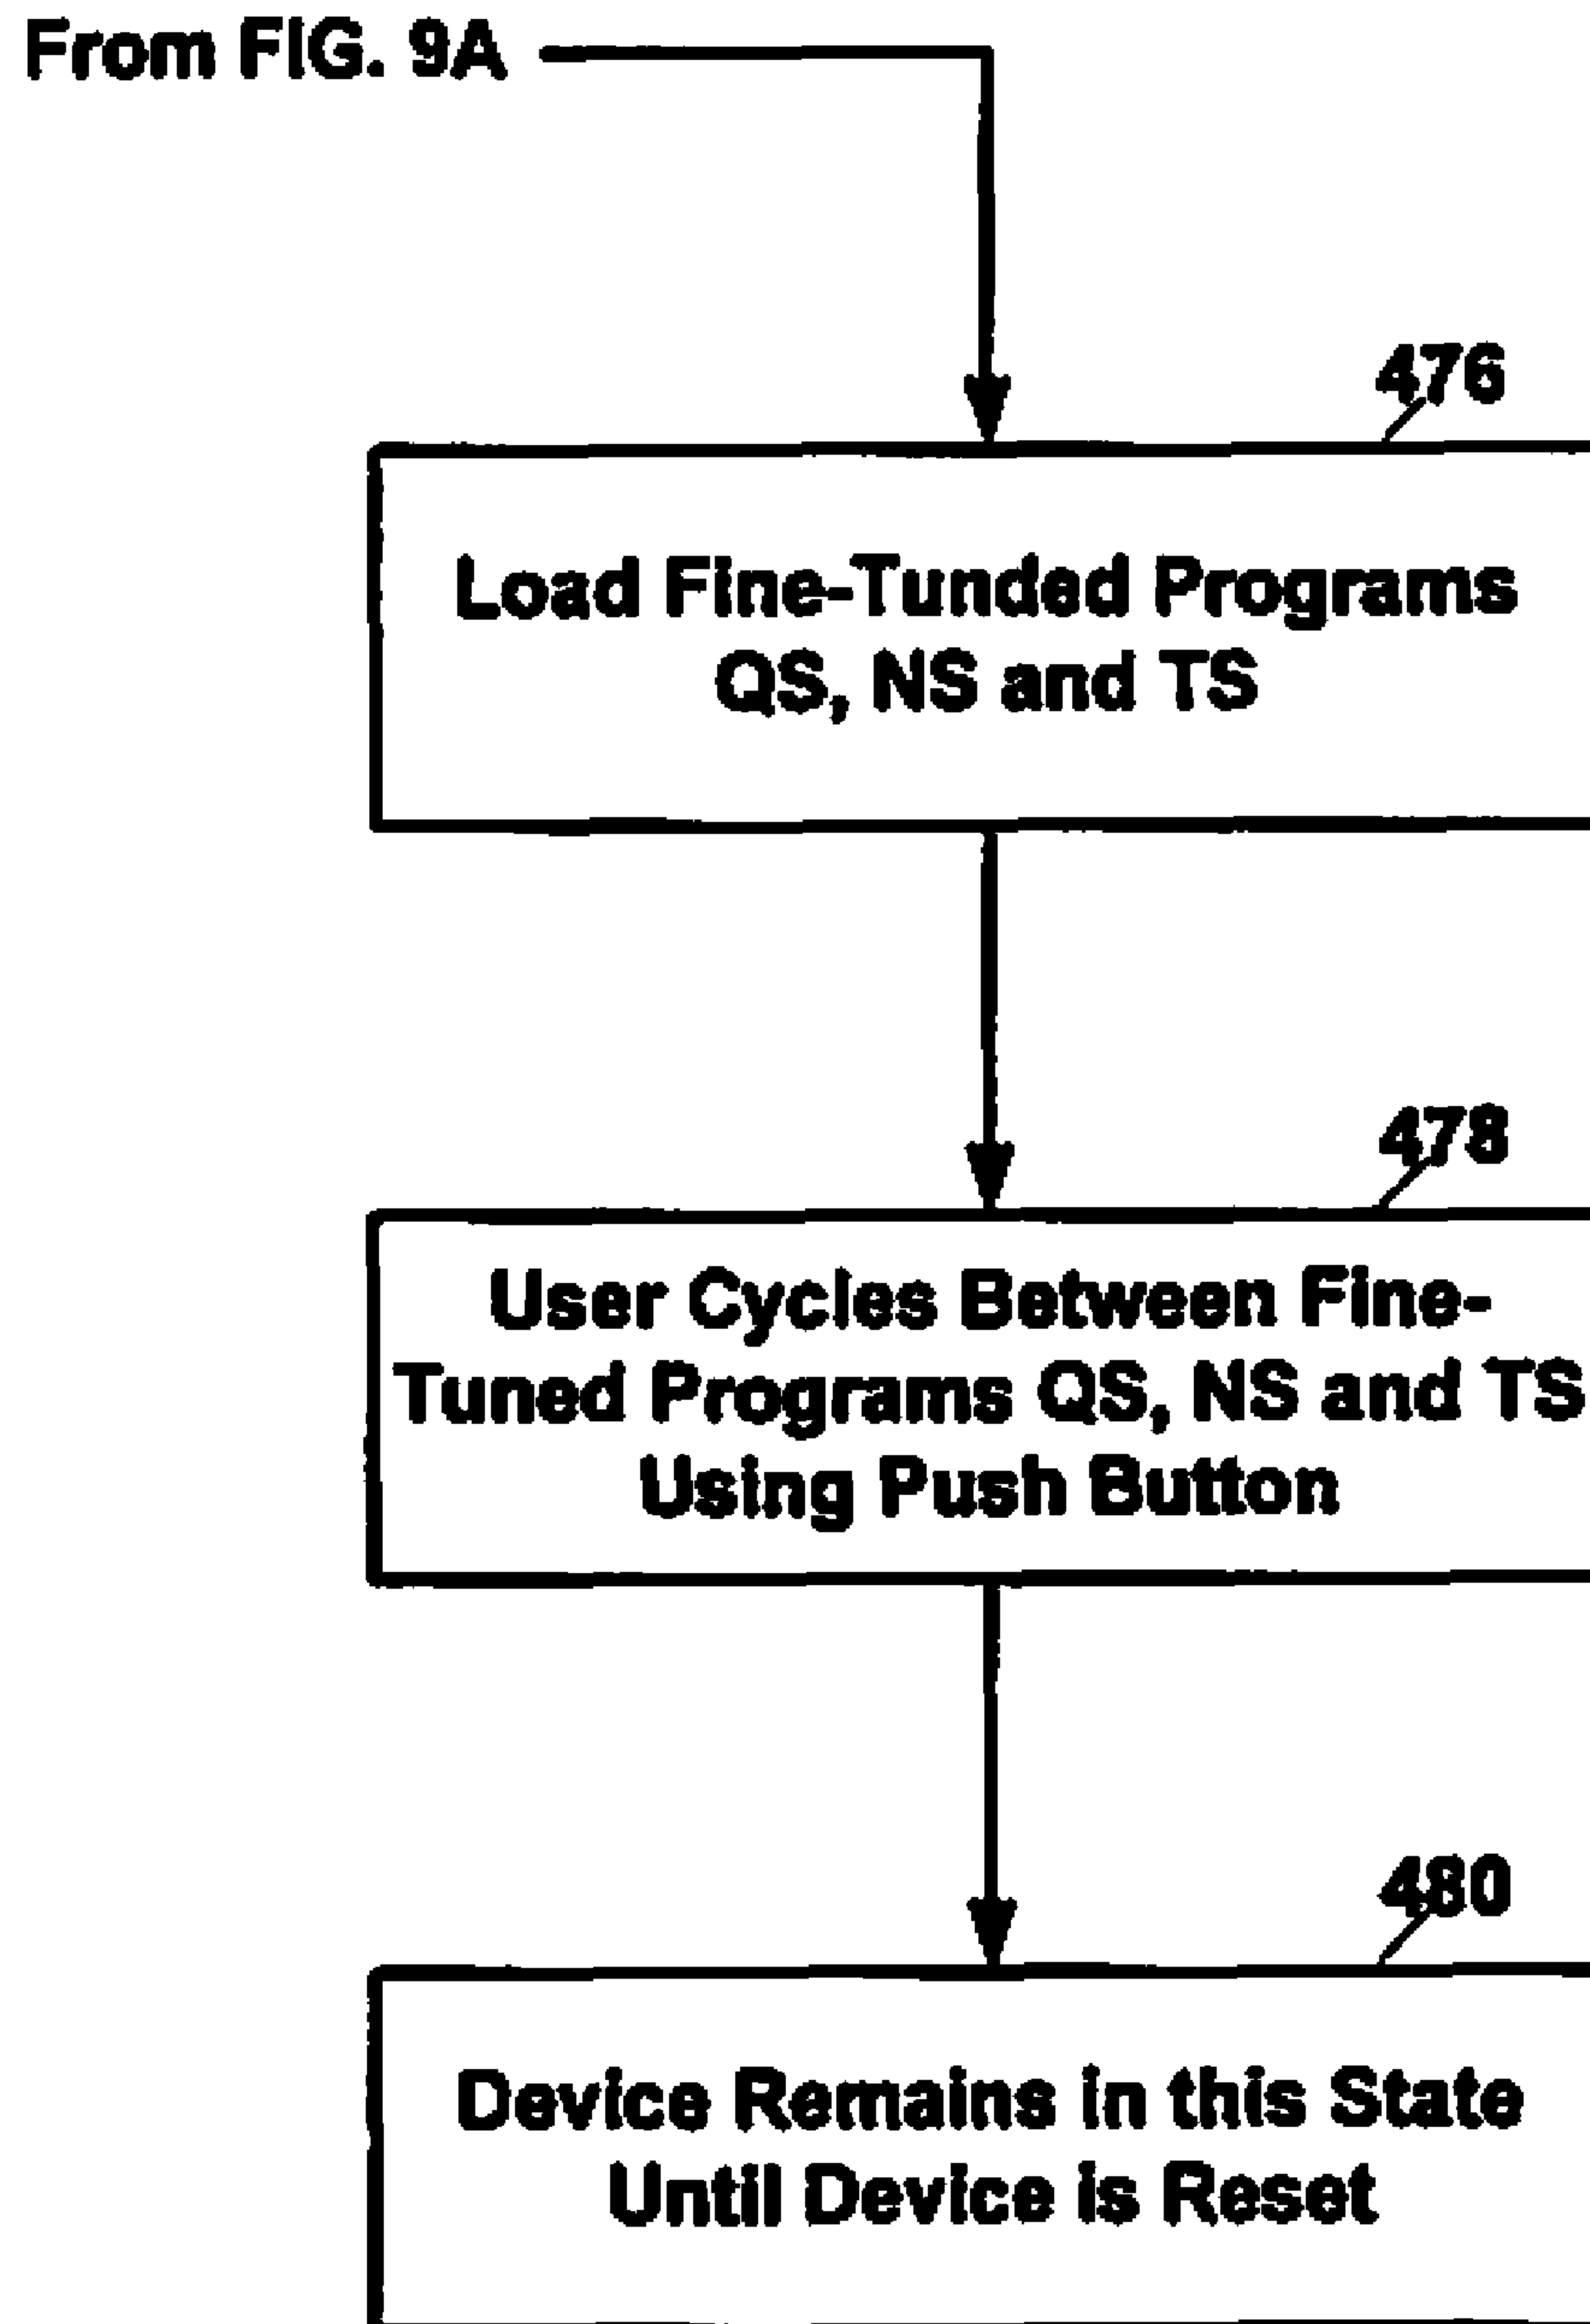 From FIG. 9A
476
Load Fine-Tunded Programs
QS, NS and TS
478
User Cycles Between Fine-
Tuned Programs QS, NS and TS
Using Push Button
480
Device Remains in this State
Until Device is Reset